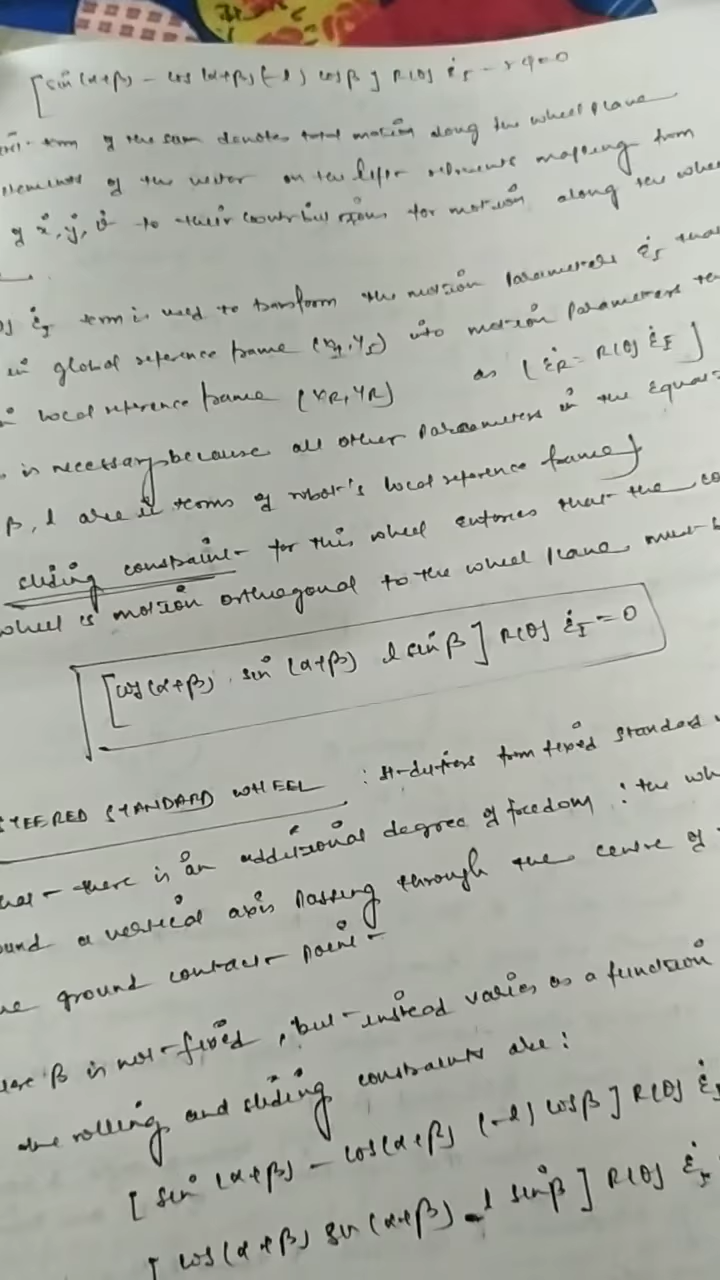 [sin(α+β) - cos(α+β) (-l) cosβ] R(θ) ξ̇I - rφ̇ = 0
term of the sum denotes total motion along the wheel plane
elements of the vector on the left represents mapping from
of ẋ, ẏ, θ̇ to their contributions for motion along the whee
ξ̇I term is used to transform the motion parameters ξ̇I that
in global reference frame (XI, YI) into motion parameters
local reference frame (XR, YR) as [ξ̇R = R(θ) ξ̇I]
is necessary because all other parameters in the equa
β, l are in terms of robot's local reference frame}
sliding constraint - for this wheel enforces that the co
wheel is motion orthogonal to the wheel plane must b
[cos(α+β) sin(α+β) l sinβ] R(θ) ξ̇I = 0
STEERED STANDARD WHEEL : It differs from fixed standard
that there is an additional degree of freedom : the wh
ound a vertical axis passing through the centre of
ground contact point -
β is not fixed, but instead varies as a function
the rolling and sliding constraints are :
[sin(α+β) - cos(α+β) (-l) cosβ] R(θ) ξ̇I
[cos(α+β) sin(α+β) l sinβ] R(θ) ξ̇I